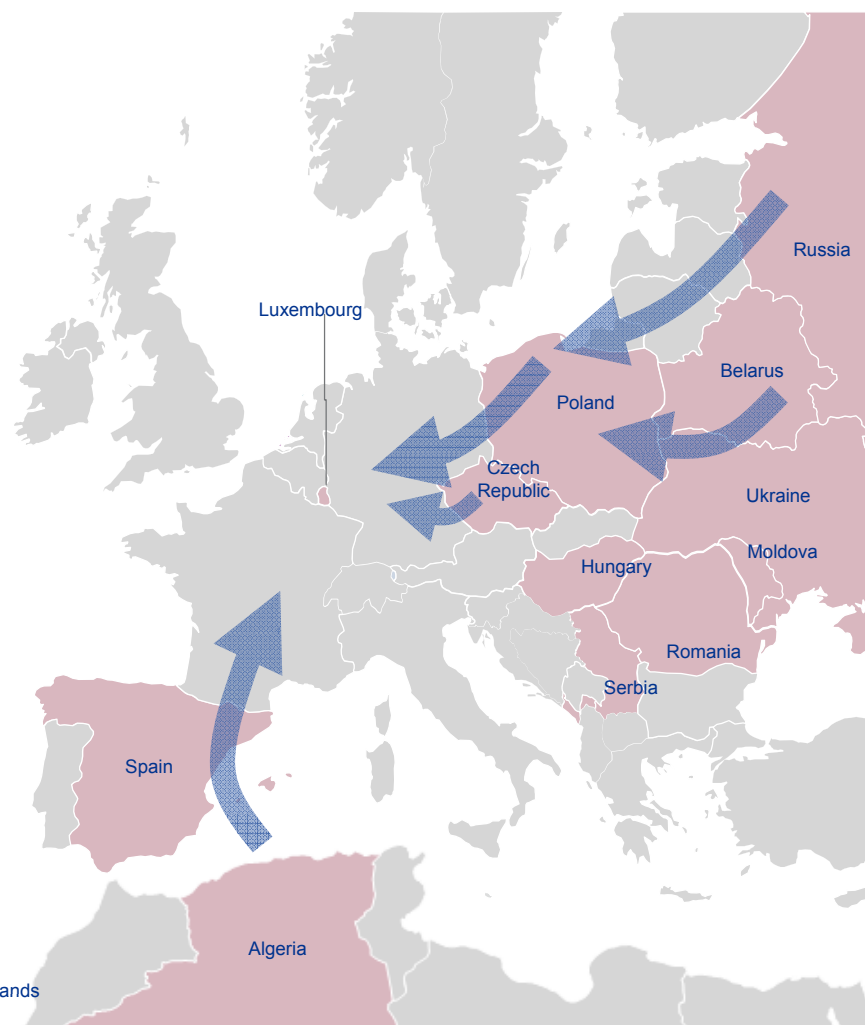 Russia
Luxembourg
Belarus
Poland
Czech
Republic
Ukraine
Moldova
Hungary
Romania
Serbia
Spain
Algeria
ands